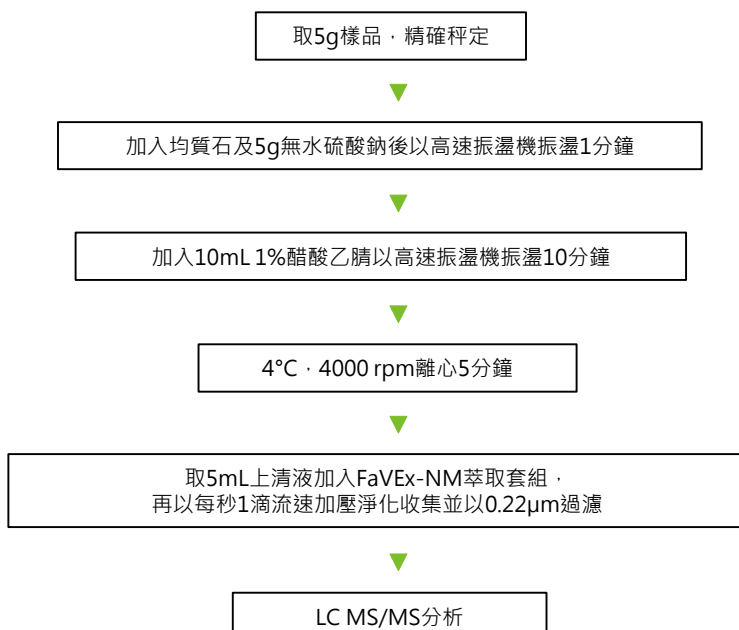 取5g樣品，精確秤定
加入均質石及5g無水硫酸鈉後以高速振盪機振盪1分鐘
加入10mL 1%醋酸乙腈以高速振盪機振盪10分鐘
4°C，4000 rpm離心5分鐘
取5mL上清液加入FaVEx-NM萃取套組，
再以每秒1滴流速加壓淨化收集並以0.22μm過濾
LC MS/MS分析